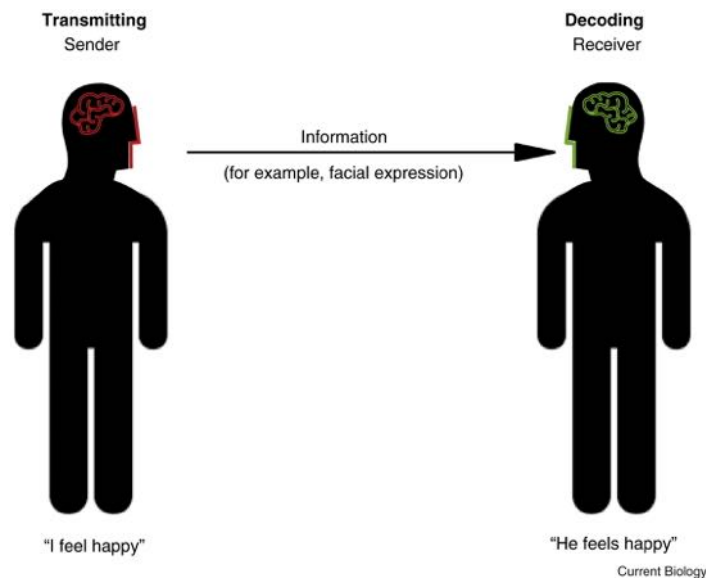 Transmitting
Sender
Decoding
Receiver
Information
(for example, facial expression)
“I feel happy”
“He feels happy”
Current Biology